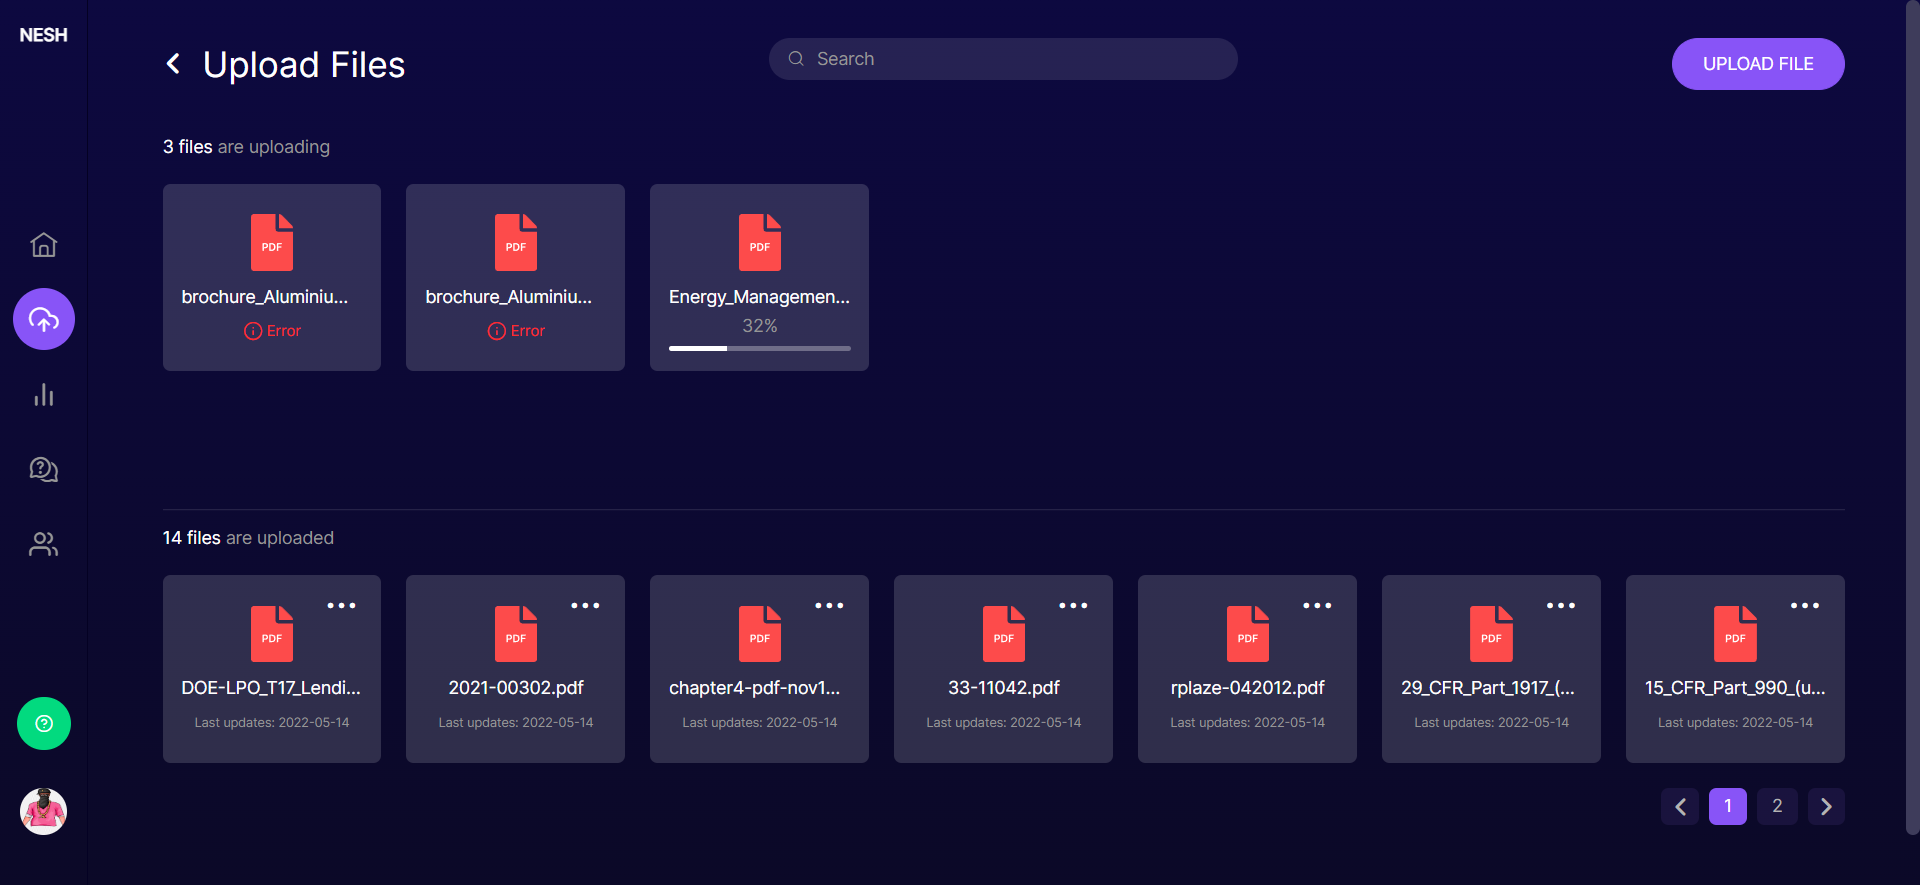 NESH
Upload Files
Search
UPLOAD FILE
3 files are uploading
PDF
PDF
PDF
brochure_Aluminiu...
brochure_Aluminiu...
Energy_Managemen...
Error
Error
32%
14 files are uploaded
PDF
PDF
PDF
PDF
PDF
PDF
PDF
DOE-LPO_T17_Lendi...
2021-00302.pdf
chapter4-pdf-nov1...
33-11042.pdf
rplaze-042012.pdf
29_CFR_Part_1917_(...
15_CFR_Part_990_(u...
Last updates: 2022-05-14
Last updates: 2022-05-14
Last updates: 2022-05-14
Last updates: 2022-05-14
Last updates: 2022-05-14
Last updates: 2022-05-14
Last updates: 2022-05-14
1
2